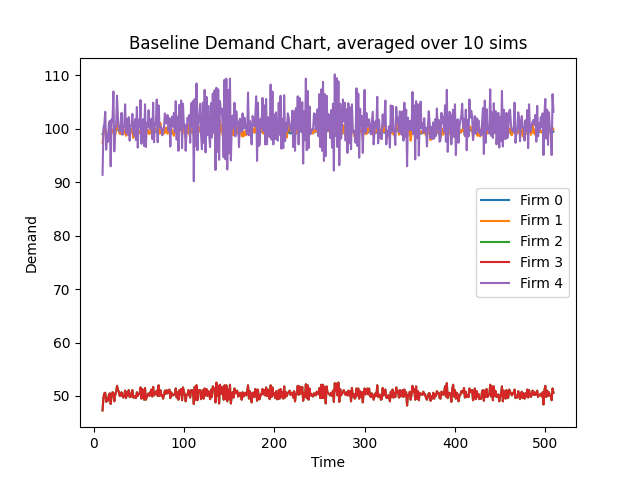 Baseline Demand Chart, averaged over 10 sims
110
100
90
80
70
60
50
Demand
Firm 0
Firm 1
Firm 2
Firm 3
Firm 4
0
100
200
300
400
500
Time